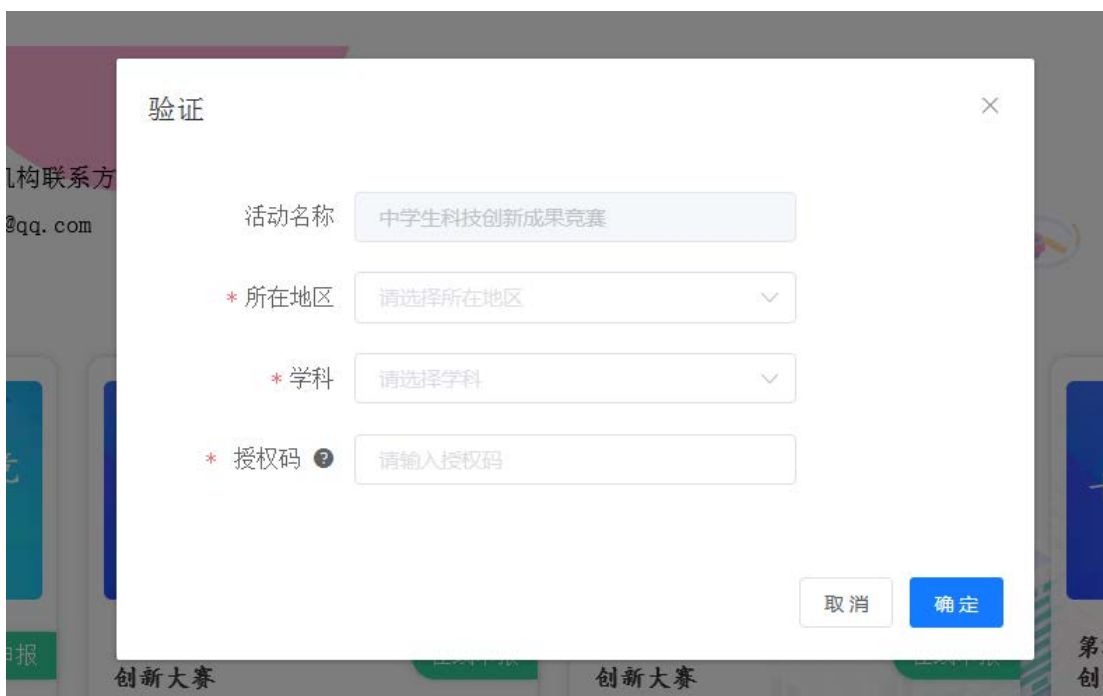 验证
构联系方
@qq.com
活动名称
中学生科技创新成果竞赛
* 所在地区
请选择所在地区
* 学科
请选择学科
* 授权码 ?
请输入授权码
取消
确定
报
创新大赛
创新大赛
第
创